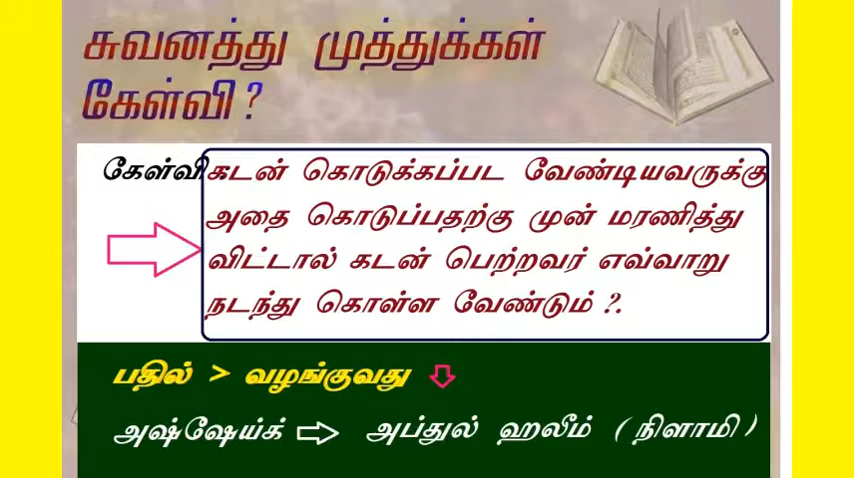 சுவனத்து முத்துக்கள்
கேள்வி?
கேள்வி கடன் கொடுக்கப்பட வேண்டியவருக்கு
அதை கொடுப்பதற்கு முன் மரணித்து
விட்டால் கடன் பெற்றவர் எவ்வாறு
நடந்து கொள்ள வேண்டும் ?.
பதில் > வழங்குவது
அஷ்ஷேய்க் அப்துல் ஹலீம் ( நிளாமி )